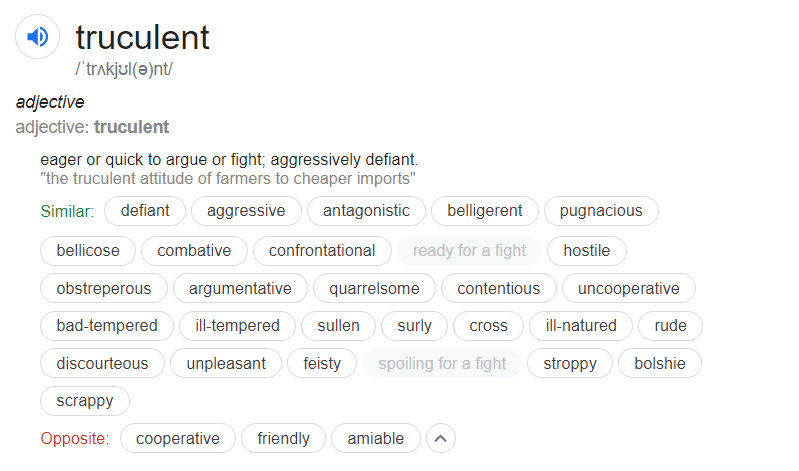 truculent
/ˈtrʌkjʊl(ə)nt/
adjective
adjective: truculent
eager or quick to argue or fight; aggressively defiant.
"the truculent attitude of farmers to cheaper imports"
Similar: defiant aggressive antagonistic belligerent pugnacious
bellicose combative confrontational ready for a fight hostile
obstreperous argumentative quarrelsome contentious uncooperative
bad-tempered ill-tempered sullen surly cross ill-natured rude
discourteous unpleasant feisty spoiling for a fight stroppy bolshie
scrappy
Opposite: cooperative friendly amiable